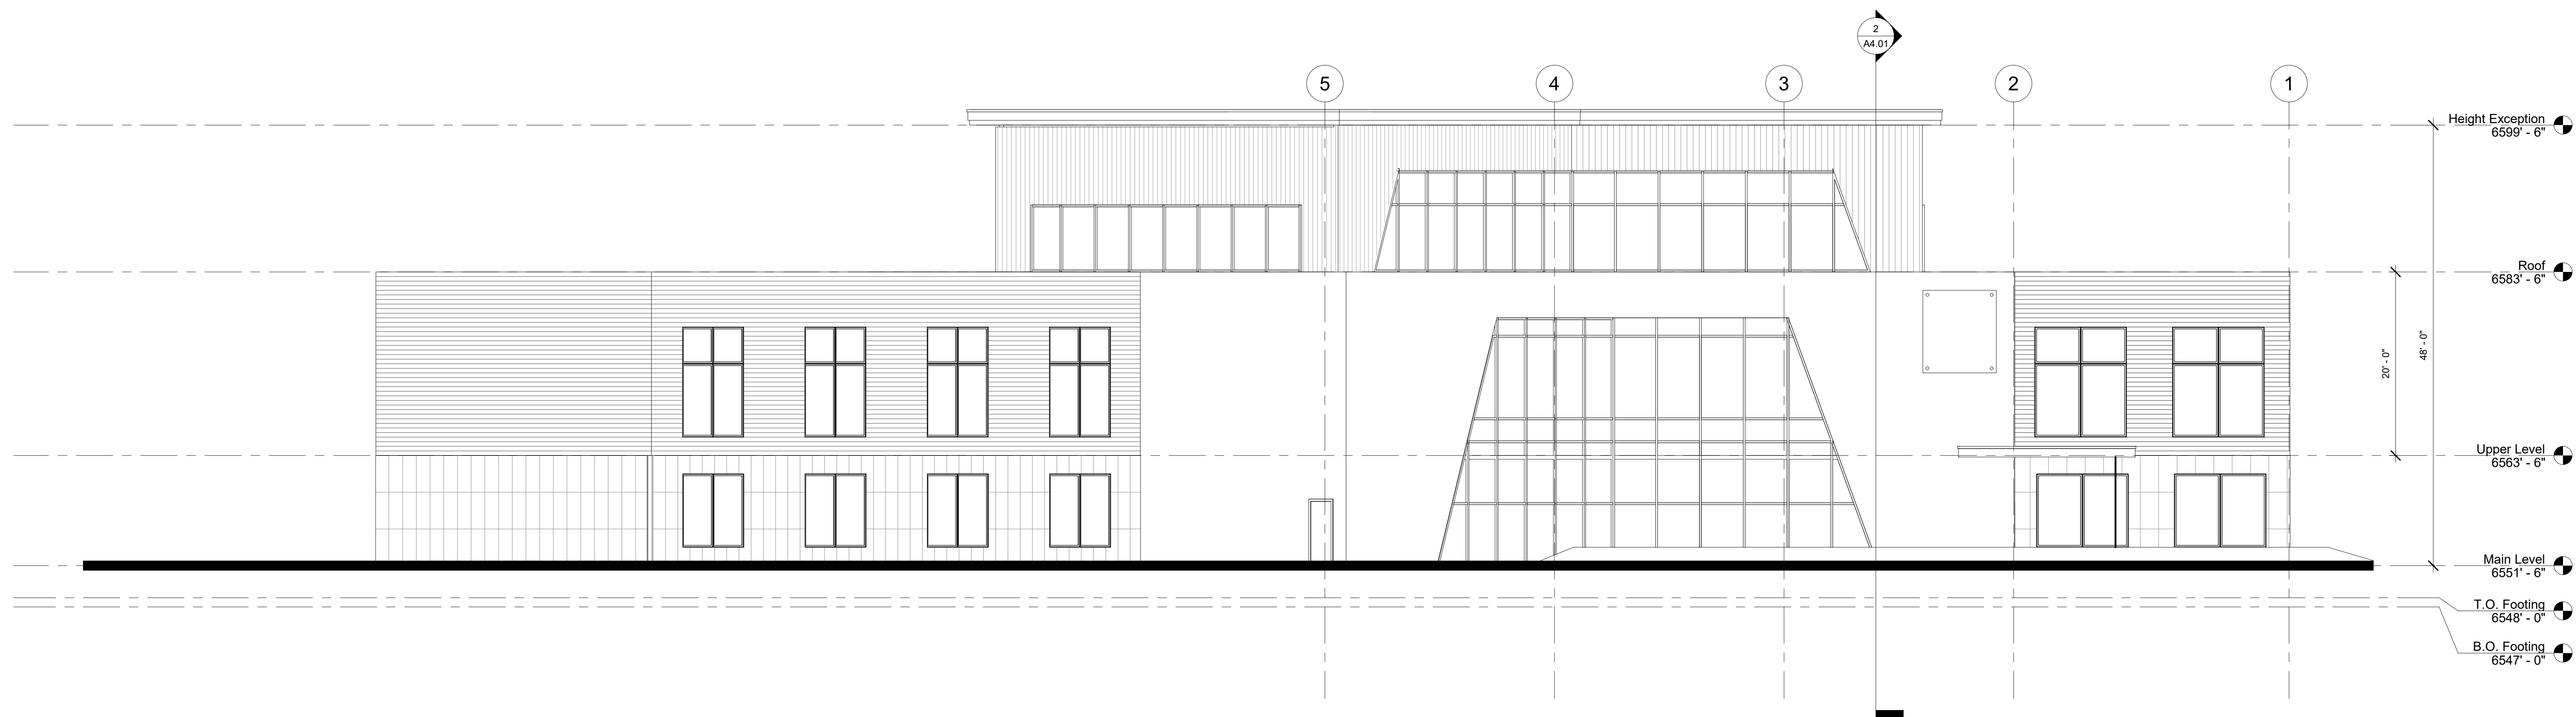 2
A4.01
5
4
3
2
1
Height Exception
6599' - 6"
Roof
6583' - 6"
20' - 0"
48' - 0"
Upper Level
6563' - 6"
Main Level
6551' - 6"
T.O. Footing
6548' - 0"
B.O. Footing
6547' - 0"